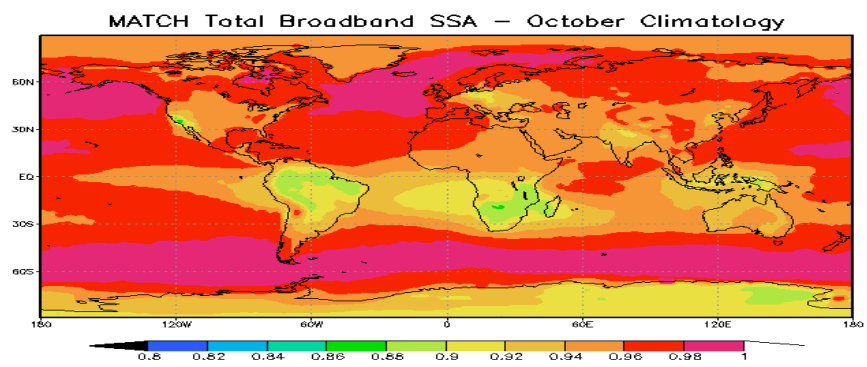 MATCH Total Broadband SSA – October Climatology
60N
30N
EQ
30S
60S
180 120W 60W 0 60E 120E 180
0.8 0.82 0.84 0.86 0.88 0.9 0.92 0.94 0.96 0.98 1